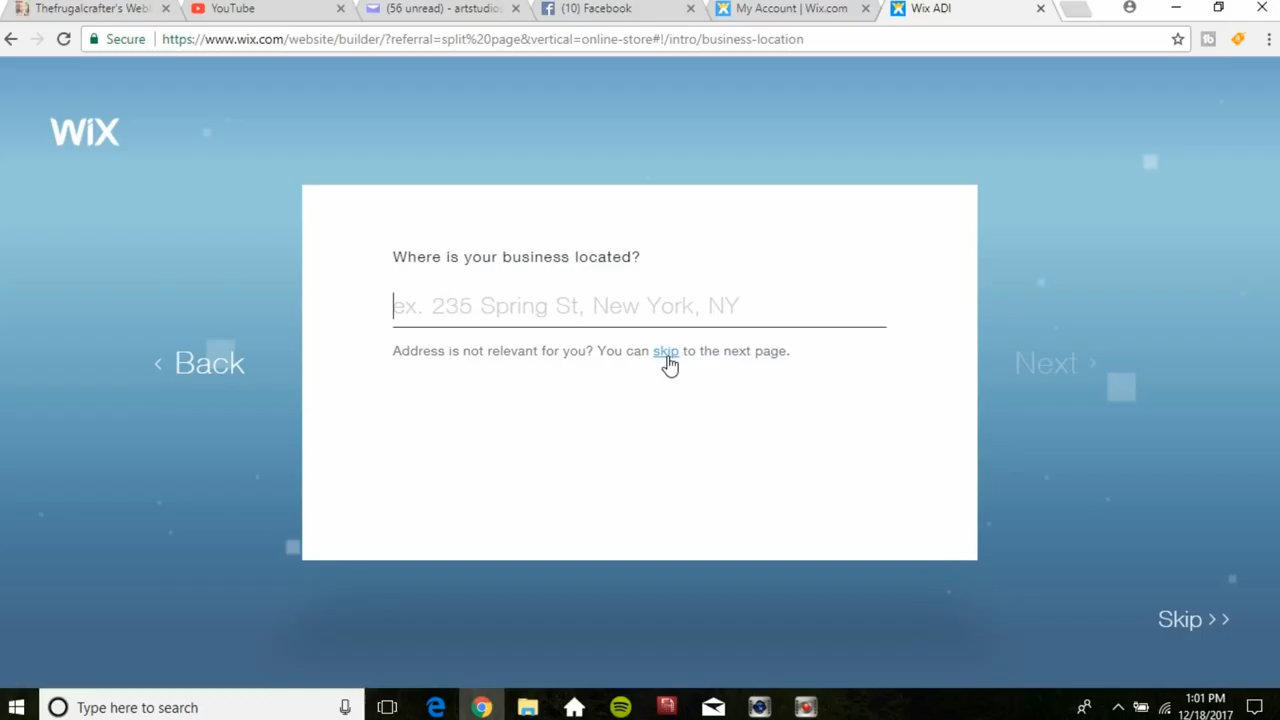 Thefrugalcrafter's Webl
YouTube
(56 unread) - artstudios
(10) Facebook
My Account | Wix.com
Wix ADI
Secure
https://www.wix.com/website/builder/?referral=split%20page&vertical=online-store#!/intro/business-location
WiX
Where is your business located?
ex. 235 Spring St, New York, NY
Address is not relevant for you? You can skip to the next page.
< Back
Next >
Skip >>
Type here to search
1:01 PM
12/18/2017